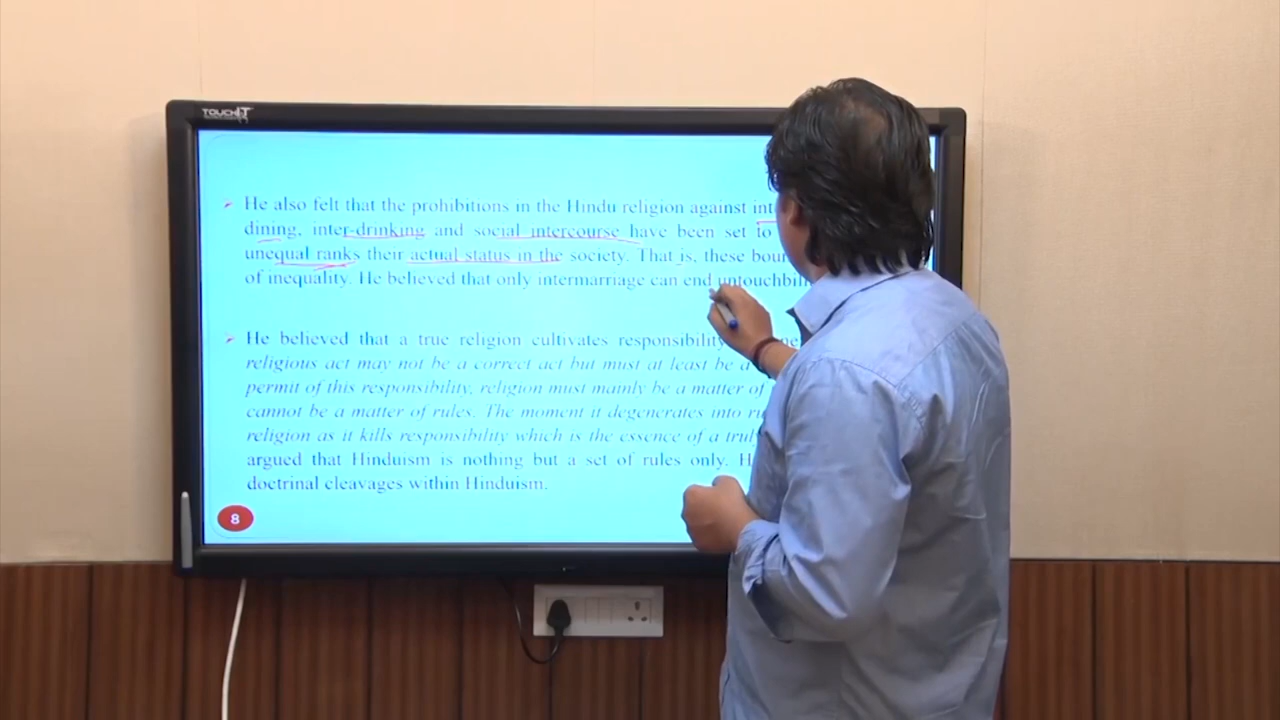 TOUCHIT
He also felt that the prohibitions in the Hindu religion against
dining, inter-drinking and social intercourse have been set to
unequal ranks their actual status in the society. That is, these
of inequality. He believed that only intermarriage can end
He believed that a true religion cultivates responsibility
religious act may not be a correct act but must at least be a
permit of this responsibility, religion must mainly be a matter of
cannot be a matter of rules. The moment it degenerates into
religion as it kills responsibility which is the essence of a
argued that Hinduism is nothing but a set of rules only.
doctrinal cleavages within Hinduism.
8